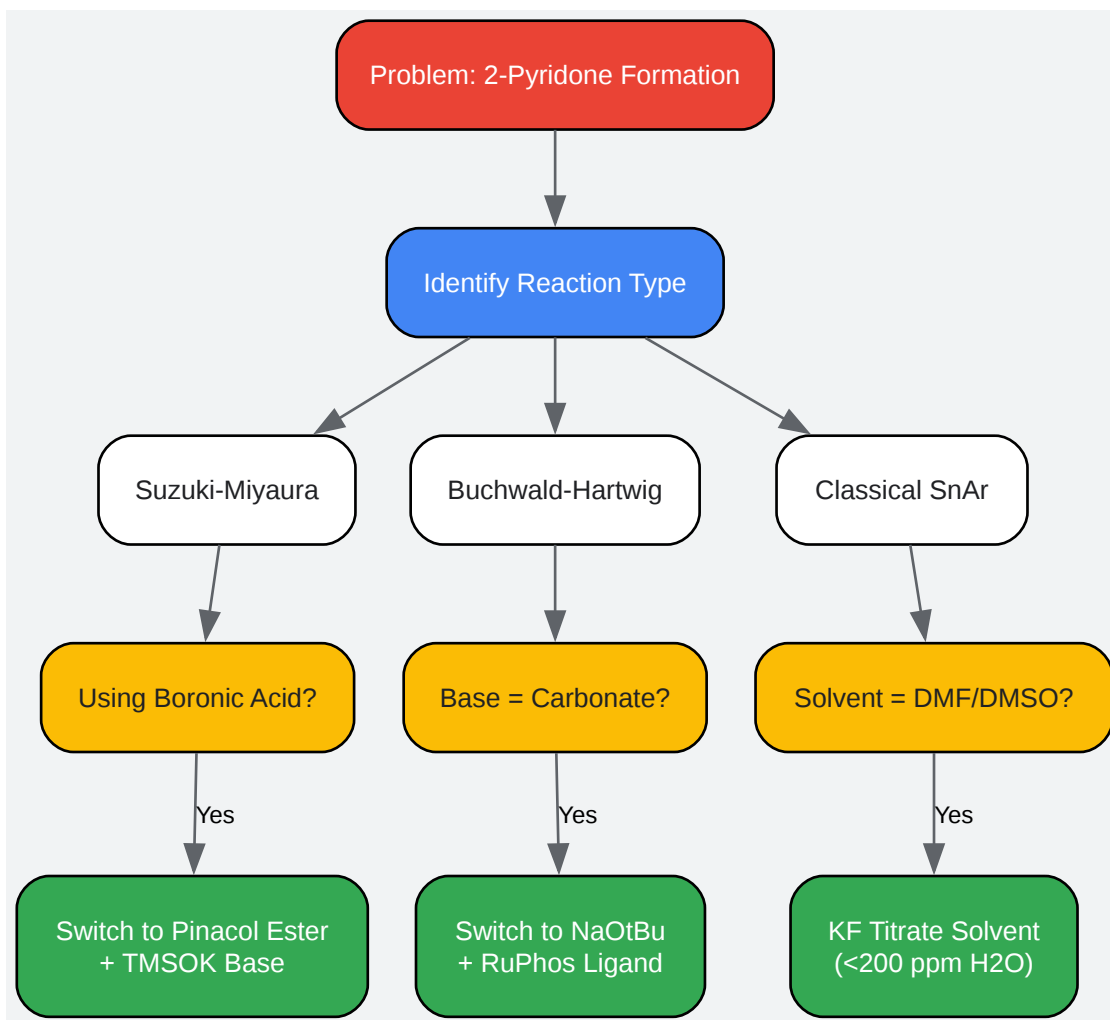 Problem: 2-Pyridone Formation
Identify Reaction Type
Suzuki-Miyaura
Buchwald-Hartwig
Classical SnAr
Using Boronic Acid?
Base = Carbonate?
Solvent = DMF/DMSO?
Yes
Yes
Yes
Switch to Pinacol Ester
+ TMSOK Base
Switch to NaOtBu
+ RuPhos Ligand
KF Titrate Solvent
(<200 ppm H2O)